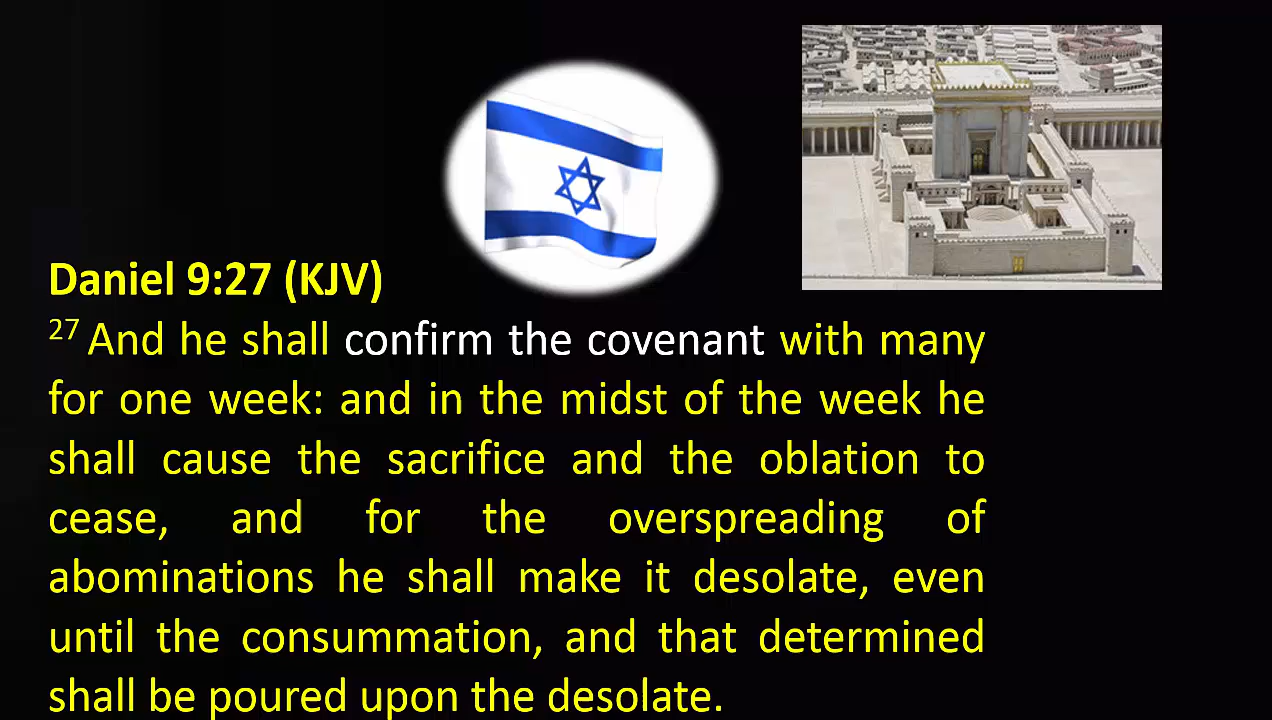 Daniel 9:27 (KJV)
27 And he shall confirm the covenant with many
for one week: and in the midst of the week he
shall cause the sacrifice and the oblation to
cease, and for the overspreading of
abominations he shall make it desolate, even
until the consummation, and that determined
shall be poured upon the desolate.